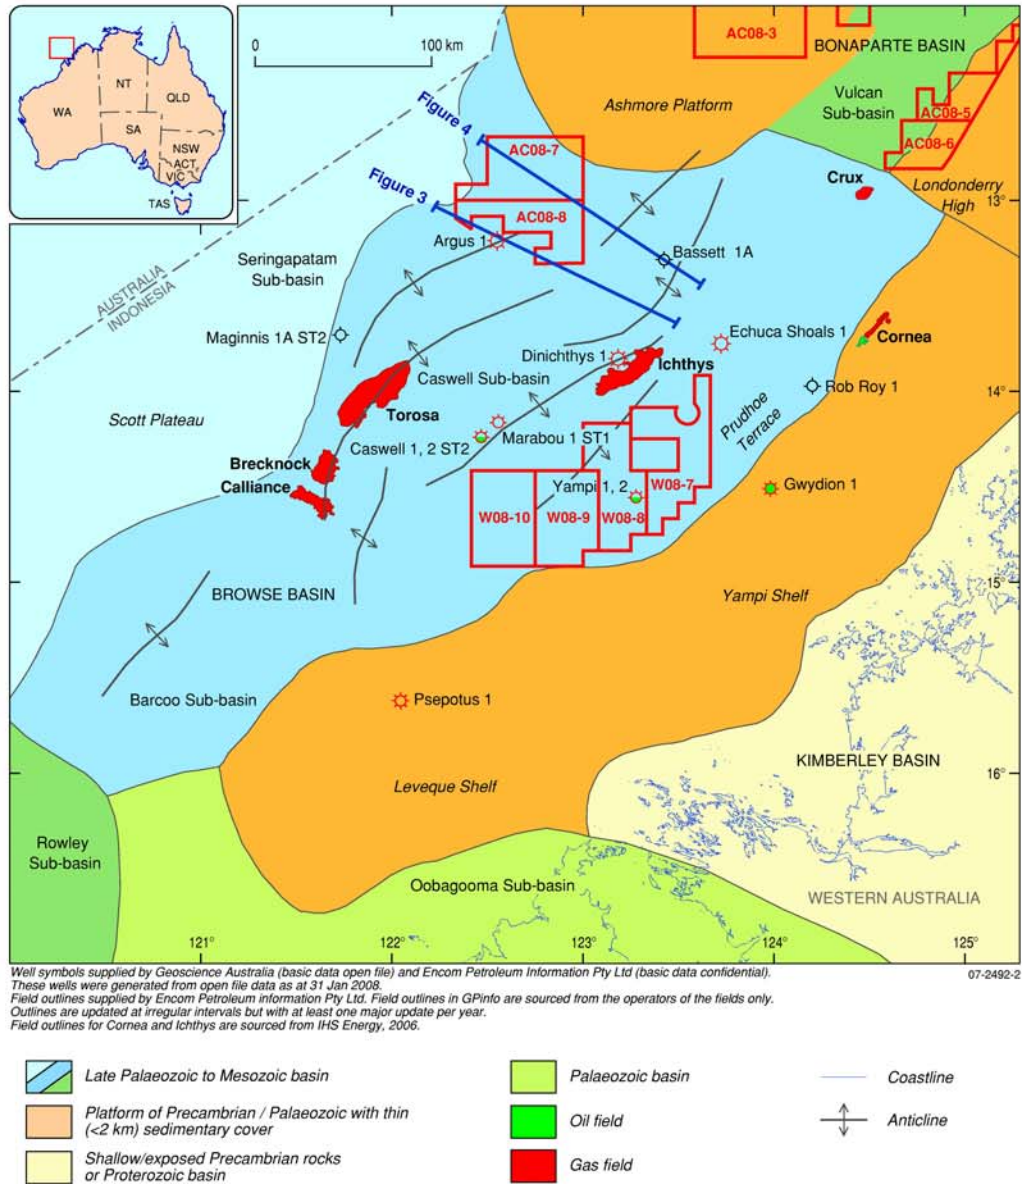 NT
WA
QLD
SA
NSW
ACT
VIC
TAS
0
100 km
AC08-3
BONAPARTE BASIN
Ashmore Platform
Vulcan
Sub-basin
AC08-5
AC08-6
Figure 4
AC08-7
Londonderry
High
Crux
13°
Figure 3
AC08-8
Argus 1
Bassett 1A
Seringapatam
Sub-basin
AUSTRALIA
INDONESIA
Maginnis 1A ST2
Echuca Shoals 1
Cornea
Dinichthys 1
Ichthys
Caswell Sub-basin
Rob Roy 1
14°
Torosa
Scott Plateau
Prudhoe
Terrace
Caswell 1, 2 ST2
Marabou 1 ST1
Brecknock
Calliance
Yampi 1, 2
W08-7
Gwydion 1
W08-10
W08-9
W08-8
15°
BROWSE BASIN
Yampi Shelf
Barcoo Sub-basin
Psepotus 1
KIMBERLEY BASIN
16°
Leveque Shelf
Rowley
Sub-basin
Oobagooma Sub-basin
WESTERN AUSTRALIA
121°
122°
123°
124°
125°
Well symbols supplied by Geoscience Australia (basic data open file) and Encom Petroleum Information Pty Ltd (basic data confidential).
07-2492-2
These wells were generated from open file data as at 31 Jan 2008.
Field outlines supplied by Encom Petroleum information Pty Ltd. Field outlines in GPinfo are sourced from the operators of the fields only.
Outlines are updated at irregular intervals but with at least one major update per year.
Field outlines for Cornea and Ichthys are sourced from IHS Energy, 2006.
Late Palaeozoic to Mesozoic basin
Platform of Precambrian / Palaeozoic with thin
(<2 km) sedimentary cover
Shallow/exposed Precambrian rocks
or Proterozoic basin
Palaeozoic basin
Oil field
Gas field
Coastline
Anticline